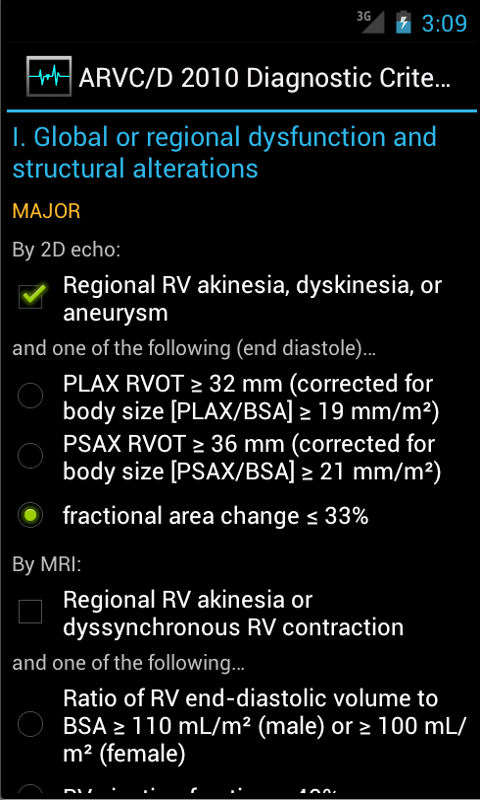 3G
3:09
ARVC/D 2010 Diagnostic Crite...
I. Global or regional dysfunction and
structural alterations
MAJOR
By 2D echo:
Regional RV akinesia, dyskinesia, or
aneurysm
and one of the following (end diastole)...
PLAX RVOT ≥ 32 mm (corrected for
body size [PLAX/BSA] ≥ 19 mm/m²)
PSAX RVOT ≥ 36 mm (corrected for
body size [PSAX/BSA] ≥ 21 mm/m²)
fractional area change ≤ 33%
By MRI:
Regional RV akinesia or
dyssynchronous RV contraction
and one of the following...
Ratio of RV end-diastolic volume to
BSA ≥ 110 mL/m² (male) or ≥ 100 mL/
m² (female)